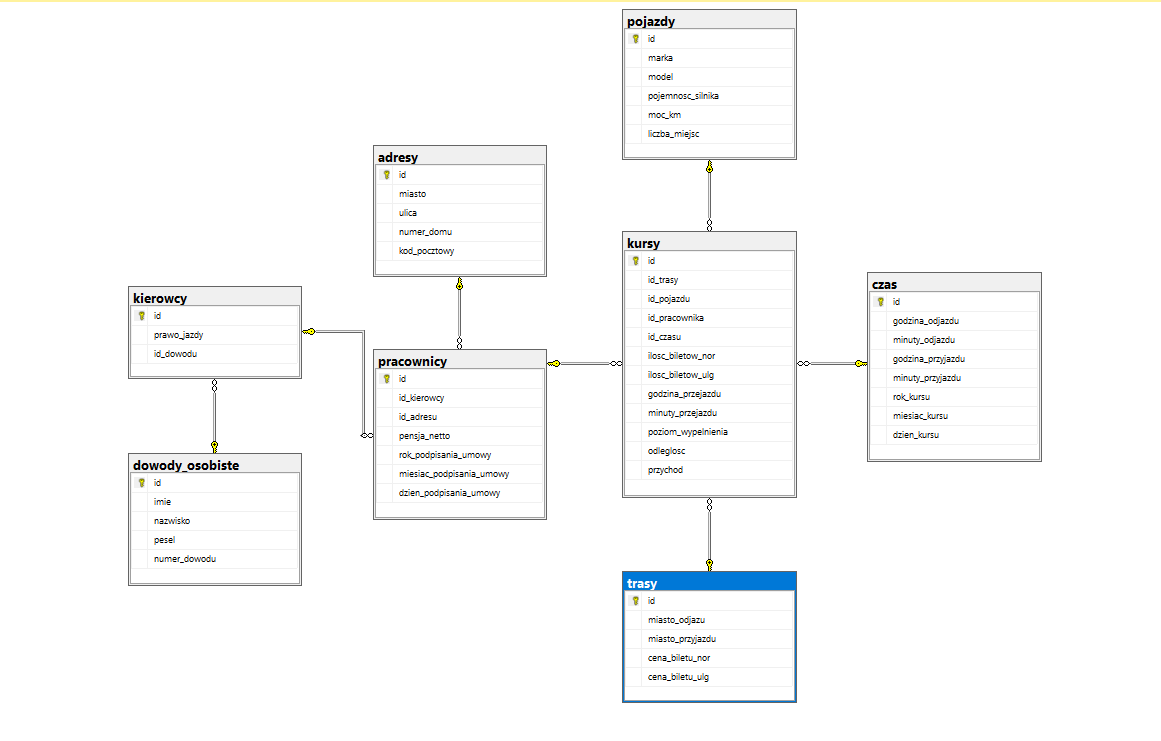 pojazdy
id
marka
model
pojemnosc_silnika
moc_km
liczba_miejsc
adresy
id
miasto
ulica
numer_domu
kod_pocztowy
kursy
id
id_trasy
id_pojazdu
id_pracownika
id_czasu
ilosc_biletow_nor
ilosc_biletow_ulg
godzina_przejazdu
minuty_przejazdu
poziom_wypelnienia
odleglosc
przychod
czas
id
godzina_odjazdu
minuty_odjazdu
godzina_przyjazdu
minuty_przyjazdu
rok_kursu
miesiac_kursu
dzien_kursu
kierowcy
id
prawo_jazdy
id_dowodu
pracownicy
id
id_kierowcy
id_adresu
pensja_netto
rok_podpisania_umowy
miesiac_podpisania_umowy
dzien_podpisania_umowy
dowody_osobiste
id
imie
nazwisko
pesel
numer_dowodu
trasy
id
miasto_odjazu
miasto_przyjazdu
cena_biletu_nor
cena_biletu_ulg